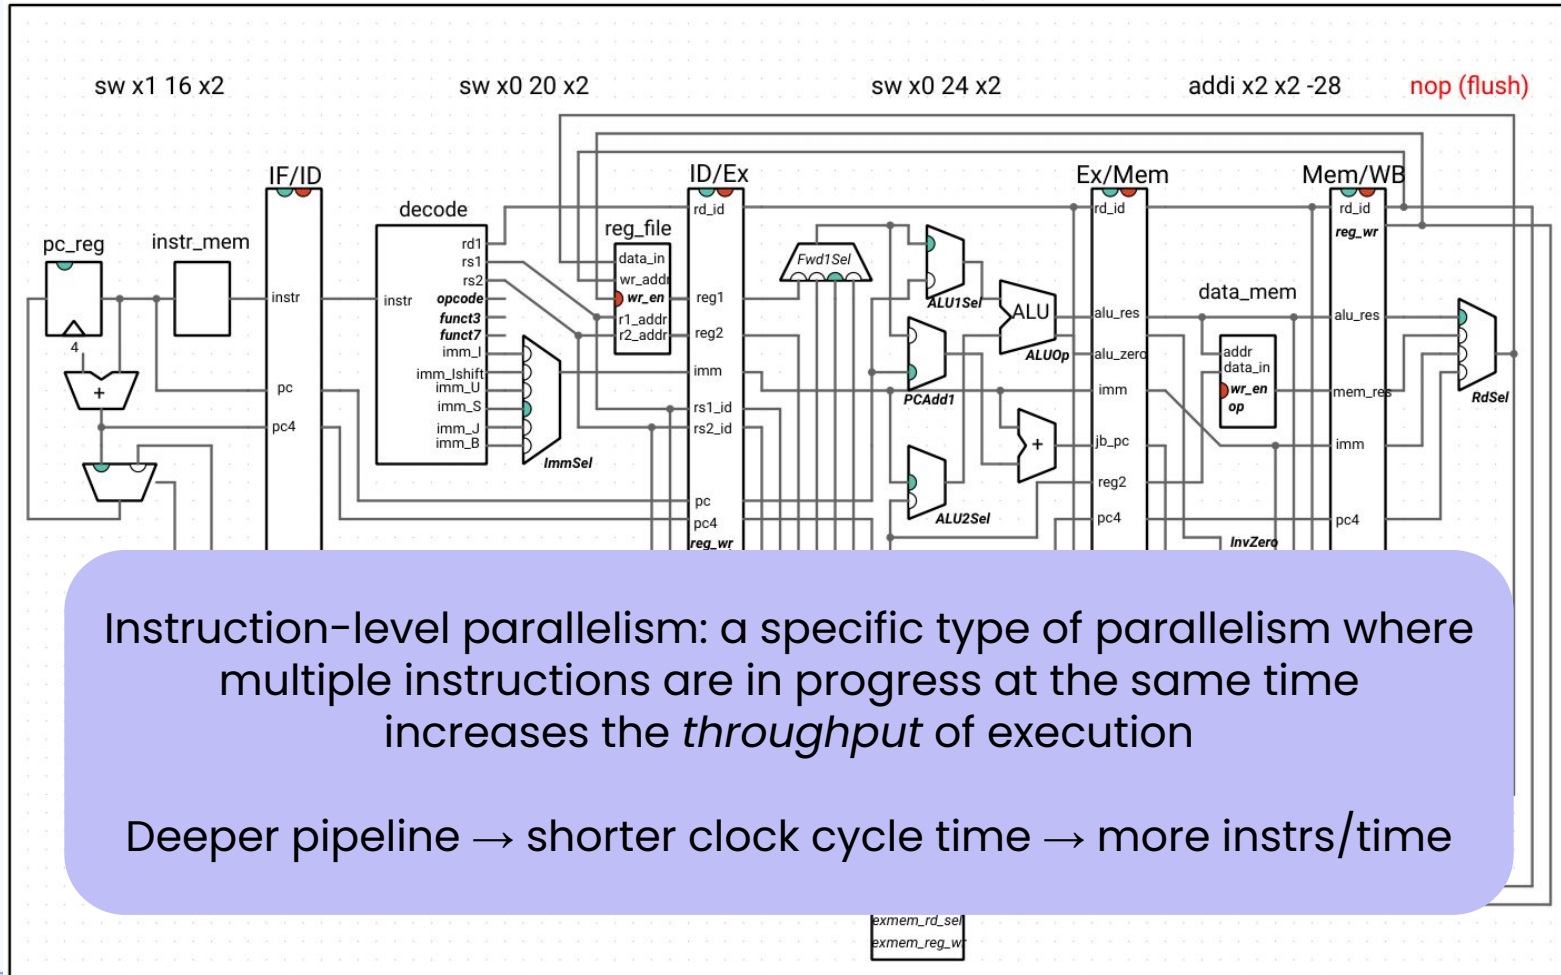 sw x1 16 x2
sw x0 20 x2
sw x0 24 x2
addi x2 x2 -28
nop (flush)
IF/ID
ID/Ex
Ex/Mem
Mem/WB
pc_reg
instr_mem
decode
reg_file
data_mem
4
+
instr
pc
pc4
instr
rd1
rs1
rs2
opcode
funct3
funct7
imm_I
imm_Ishift
imm_U
imm_S
imm_J
imm_B
ImmSel
data_in
wr_addr
wr_en
r1_addr
r2_addr
rd_id
reg1
reg2
imm
rs1_id
rs2_id
pc
pc4
reg_wr
Fwd1Sel
ALU1Sel
PCAdd1
ALU2Sel
ALU
ALUOp
+
rd_id
alu_res
alu_zero
imm
jb_pc
reg2
pc4
addr
data_in
wr_en
op
InvZero
rd_id
reg_wr
alu_res
mem_res
imm
pc4
RdSel
Instruction-level parallelism: a specific type of parallelism where
multiple instructions are in progress at the same time
increases the throughput of execution
Deeper pipeline → shorter clock cycle time → more instrs/time
exmem_rd_sel
exmem_reg_wr